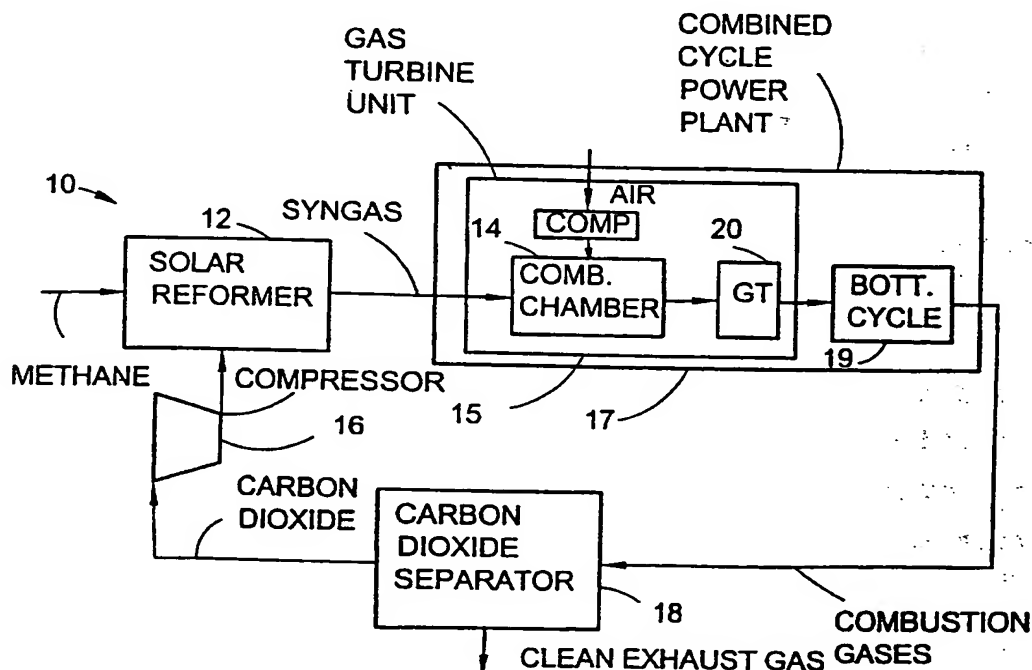 GAS
TURBINE
UNIT
COMBINED
CYCLE
POWER
PLANT
10
SYNGAS
12
SOLAR
REFORMER
14
AIR
COMP
COMB.
CHAMBER
20
GT
BOTT.
CYCLE
19
METHANE
COMPRESSOR
16
15
17
CARBON
DIOXIDE
CARBON
DIOXIDE
SEPARATOR
18
COMBUSTION
GASES
CLEAN EXHAUST GAS